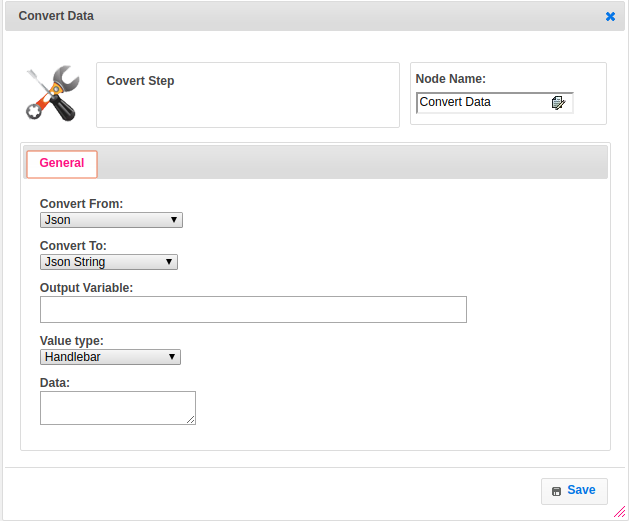 Convert Data
Covert Step
Node Name:
Convert Data
General
Convert From:
Json
Convert To:
Json String
Output Variable:
Value type:
Handlebar
Data:
Save